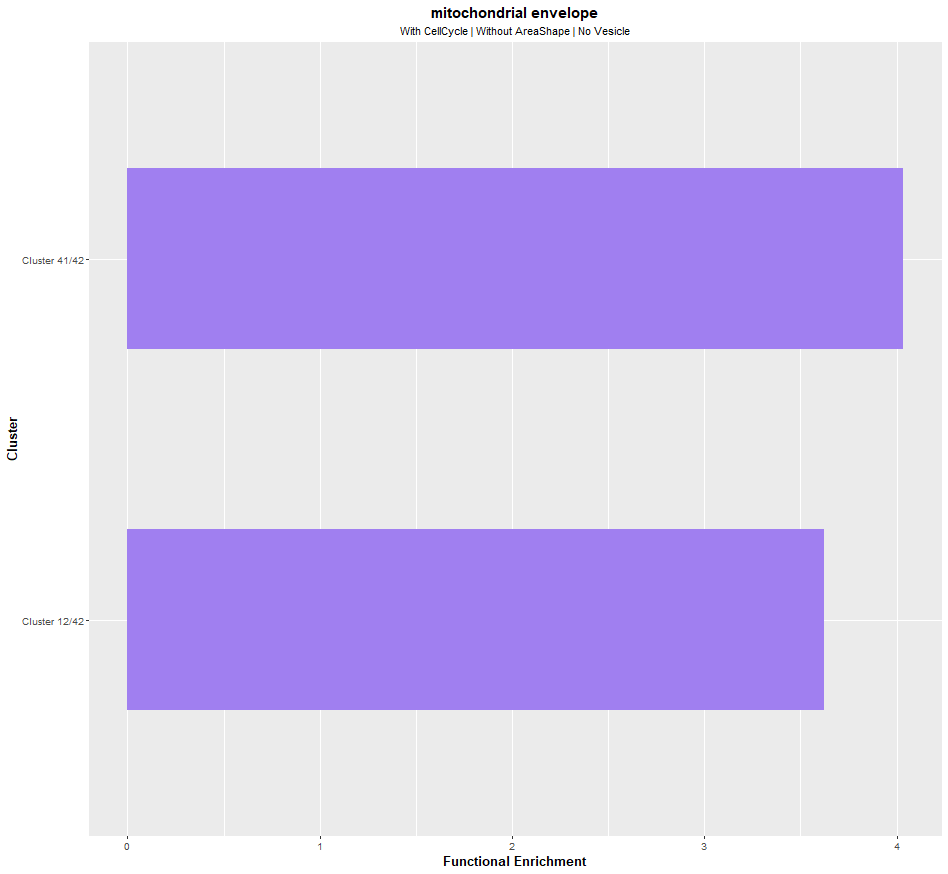 mitochondrial envelope
With CellCycle | Without AreaShape | No Vesicle
Cluster
Cluster 41/42
Cluster 12/42
0 1 2 3 4
Functional Enrichment